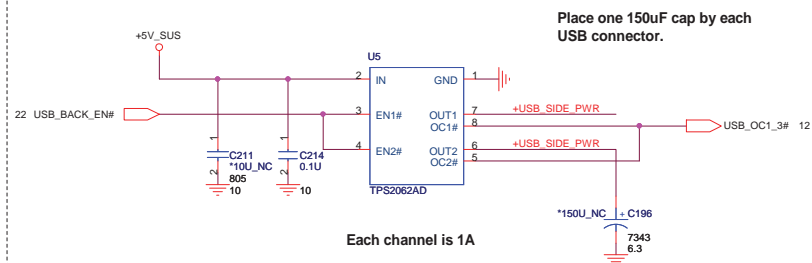 Place one 150uF cap by each
USB connector.
+5V_SUS
U5
2 IN GND 1
22 USB_BACK_EN#
3 EN1# OUT1 7 +USB_SIDE_PWR
OC1# 8 USB_OC1_3# 12
4 EN2# OUT2 6 +USB_SIDE_PWR
OC2# 5
TPS2062AD
1 1
C211 C214
*10U_NC 0.1U
2 2
805
10 10
*150U_NC + C196
7343
6.3
Each channel is 1A